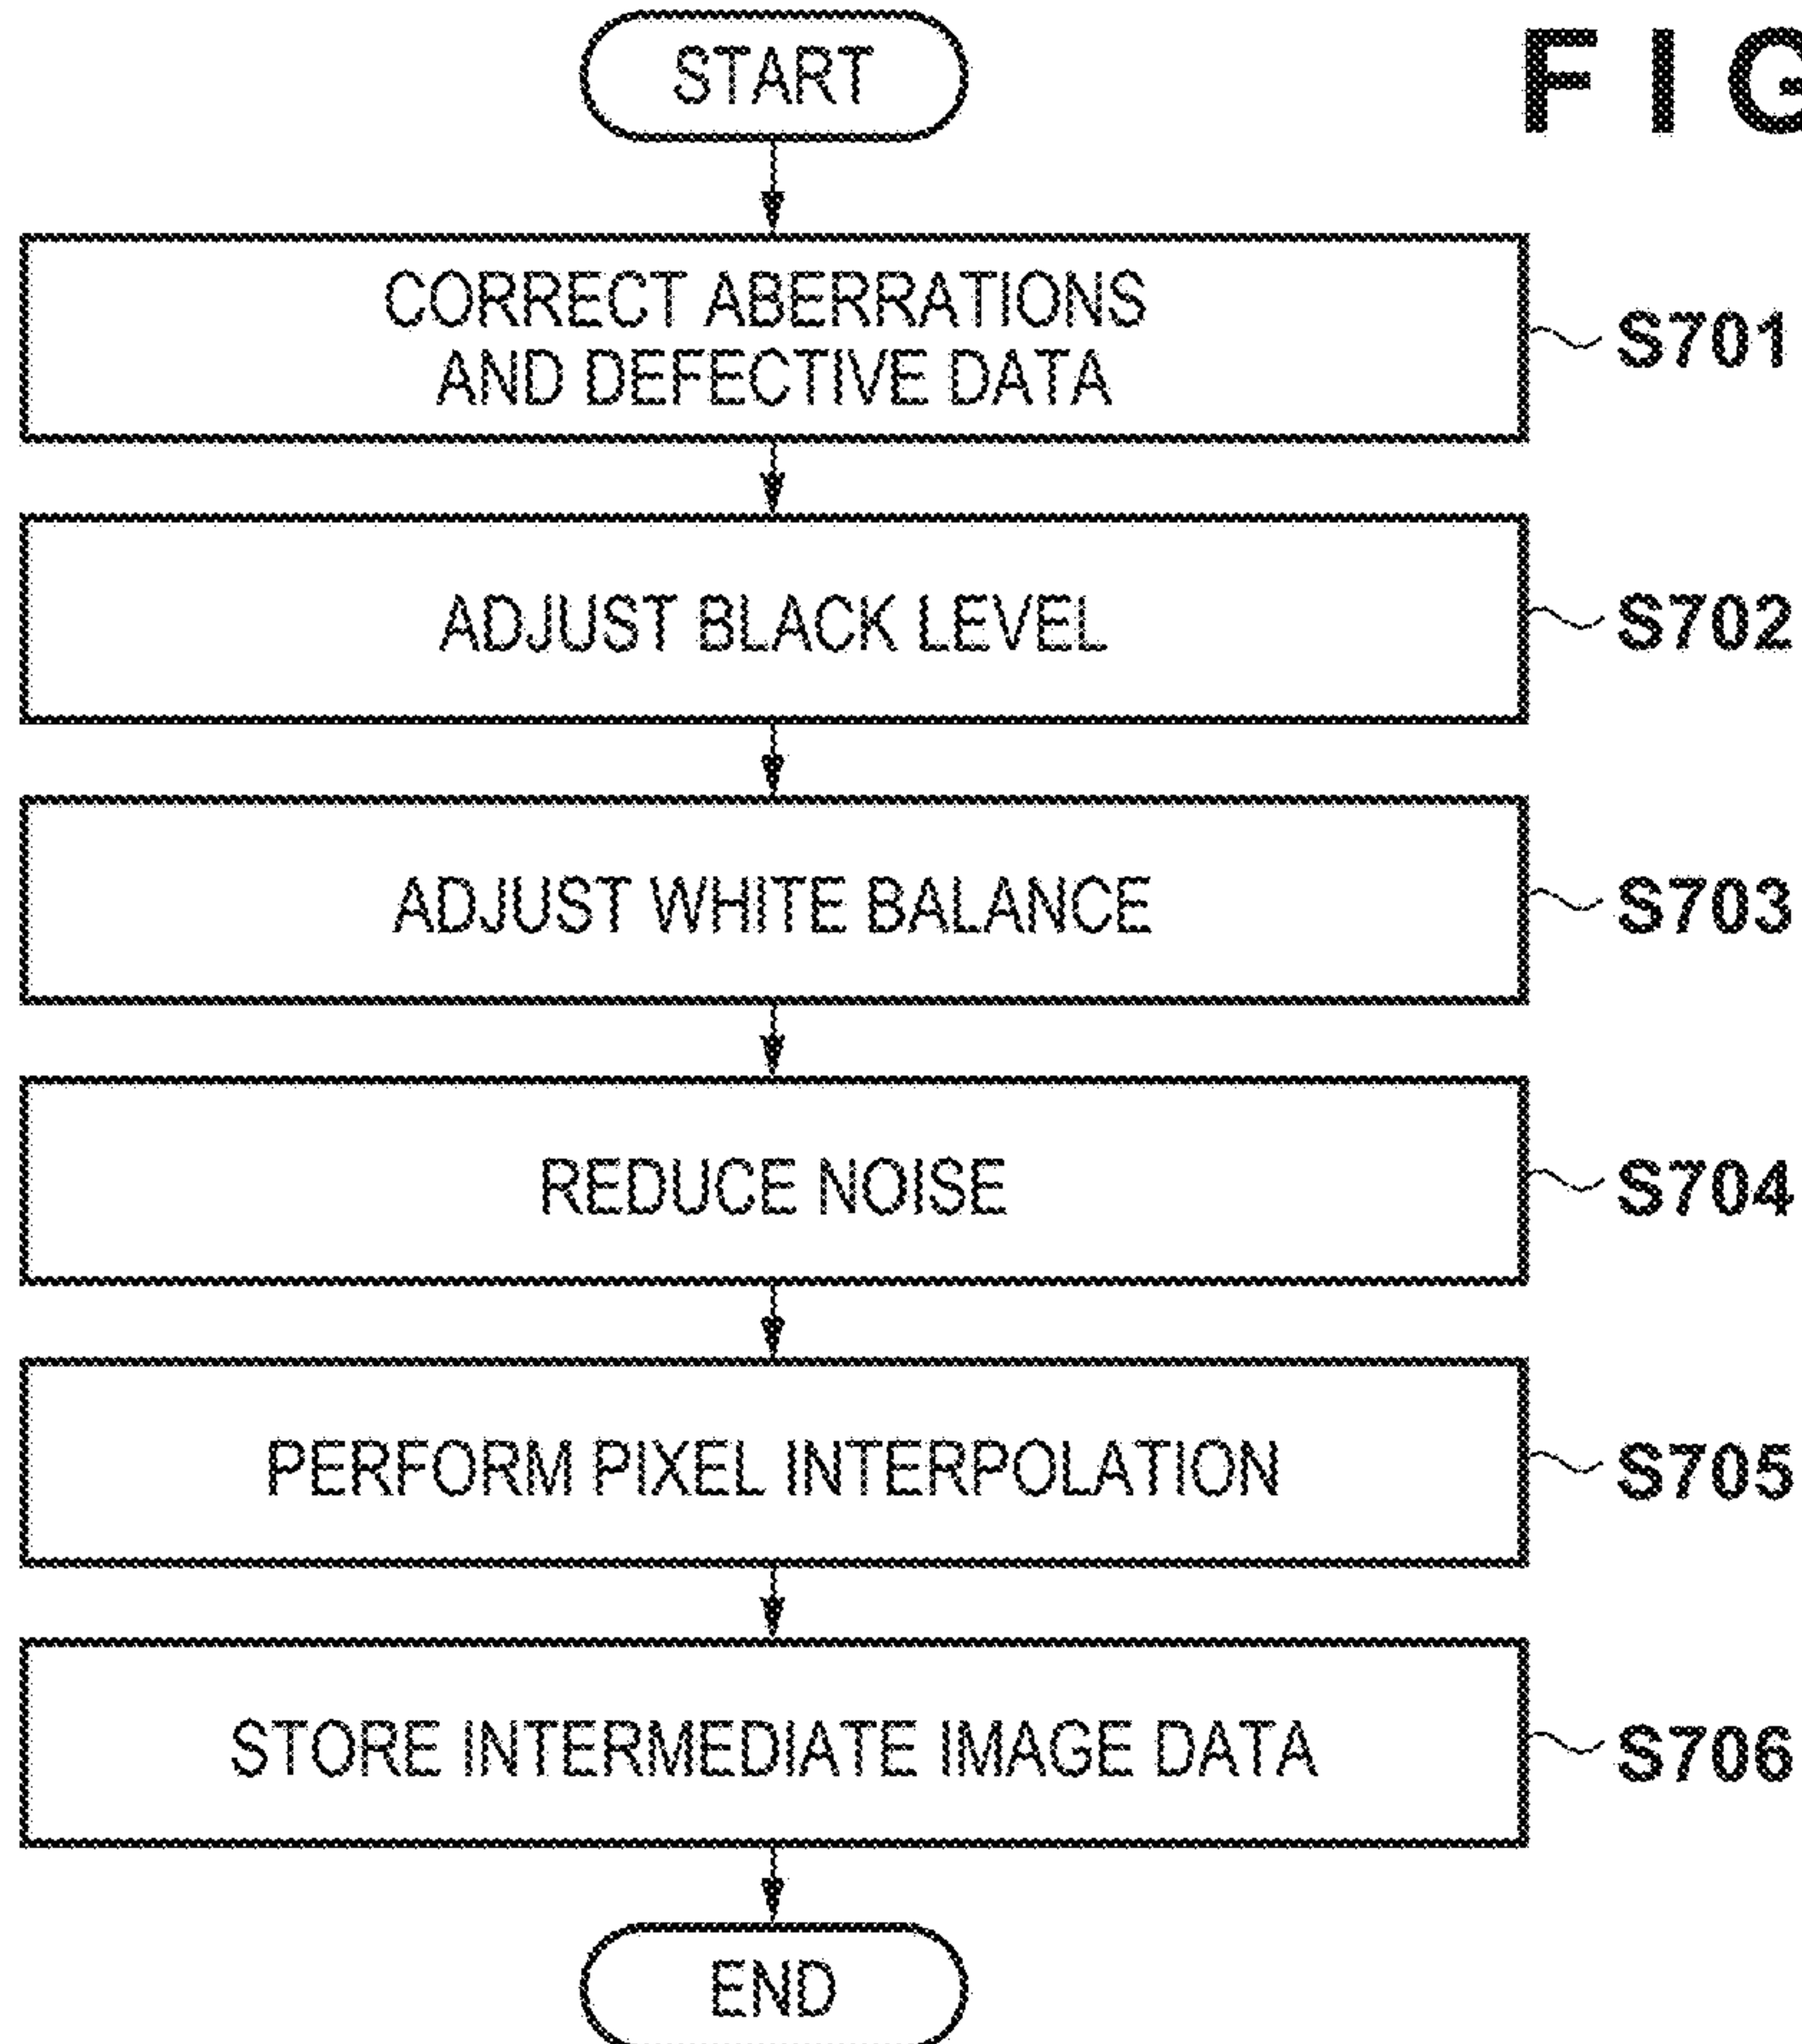 START
F I G
CORRECT ABERRATIONS
AND DEFECTIVE DATA
S701
ADJUST BLACK LEVEL
S702
ADJUST WHITE BALANCE
S703
REDUCE NOISE
S704
PERFORM PIXEL INTERPOLATION
S705
STORE INTERMEDIATE IMAGE DATA
S706
END